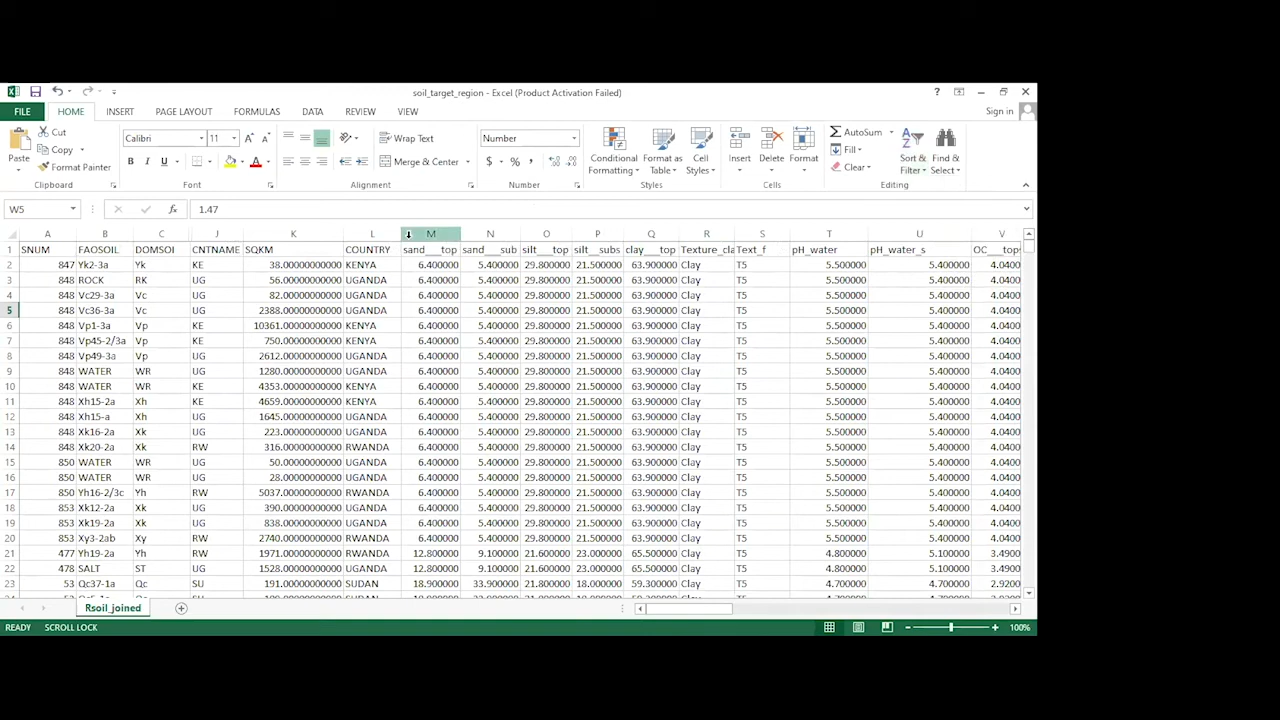 soil_target_region - Excel (Product Activation Failed)
Sign in
FILE HOME INSERT PAGE LAYOUT FORMULAS DATA REVIEW VIEW
Paste Cut Copy Format Painter
Calibri 11 B I U A
Wrap Text Merge & Center
Number $ % ,
Conditional Formatting Format as Table Cell Styles
Insert Delete Format
AutoSum Fill Clear Sort & Filter Find & Select
Clipboard Font Alignment Number Styles Cells Editing
W5 fx 1.47
A B C J K L M N O P Q R S T U V
1 SNUM FAOSOIL DOMSOI CNTNAME SQKM COUNTRY sand___top sand___sub silt___top silt__subs clay___top Texture_cla Text_f pH_water pH_water_s OC___top
2 847 Yk2-3a Yk KE 38.00000000000 KENYA 6.400000 5.400000 29.800000 21.500000 63.900000 Clay T5 5.500000 5.400000 4.0400
3 848 ROCK RK UG 56.00000000000 UGANDA 6.400000 5.400000 29.800000 21.500000 63.900000 Clay T5 5.500000 5.400000 4.0400
4 848 Vc29-3a Vc UG 82.00000000000 UGANDA 6.400000 5.400000 29.800000 21.500000 63.900000 Clay T5 5.500000 5.400000 4.0400
5 848 Vc36-3a Vc UG 2388.00000000000 UGANDA 6.400000 5.400000 29.800000 21.500000 63.900000 Clay T5 5.500000 5.400000 4.0400
6 848 Vp1-3a Vp KE 10361.00000000000 KENYA 6.400000 5.400000 29.800000 21.500000 63.900000 Clay T5 5.500000 5.400000 4.0400
7 848 Vp45-2/3a Vp KE 750.00000000000 KENYA 6.400000 5.400000 29.800000 21.500000 63.900000 Clay T5 5.500000 5.400000 4.0400
8 848 Vp49-3a Vp UG 2612.00000000000 UGANDA 6.400000 5.400000 29.800000 21.500000 63.900000 Clay T5 5.500000 5.400000 4.0400
9 848 WATER WR UG 1280.00000000000 UGANDA 6.400000 5.400000 29.800000 21.500000 63.900000 Clay T5 5.500000 5.400000 4.0400
10 848 WATER WR KE 4353.00000000000 KENYA 6.400000 5.400000 29.800000 21.500000 63.900000 Clay T5 5.500000 5.400000 4.0400
11 848 Xh15-2a Xh KE 4659.00000000000 KENYA 6.400000 5.400000 29.800000 21.500000 63.900000 Clay T5 5.500000 5.400000 4.0400
12 848 Xh15-a Xh UG 1645.00000000000 UGANDA 6.400000 5.400000 29.800000 21.500000 63.900000 Clay T5 5.500000 5.400000 4.0400
13 848 Xk16-2a Xk UG 223.00000000000 UGANDA 6.400000 5.400000 29.800000 21.500000 63.900000 Clay T5 5.500000 5.400000 4.0400
14 848 Xk20-2a Xk RW 316.00000000000 RWANDA 6.400000 5.400000 29.800000 21.500000 63.900000 Clay T5 5.500000 5.400000 4.0400
15 850 WATER WR UG 50.00000000000 UGANDA 6.400000 5.400000 29.800000 21.500000 63.900000 Clay T5 5.500000 5.400000 4.0400
16 850 WATER WR UG 28.00000000000 UGANDA 6.400000 5.400000 29.800000 21.500000 63.900000 Clay T5 5.500000 5.400000 4.0400
17 850 Yh16-2/3c Yh RW 5037.00000000000 RWANDA 6.400000 5.400000 29.800000 21.500000 63.900000 Clay T5 5.500000 5.400000 4.0400
18 853 Xk12-2a Xk UG 390.00000000000 UGANDA 6.400000 5.400000 29.800000 21.500000 63.900000 Clay T5 5.500000 5.400000 4.0400
19 853 Xk19-2a Xk UG 838.00000000000 UGANDA 6.400000 5.400000 29.800000 21.500000 63.900000 Clay T5 5.500000 5.400000 4.0400
20 853 Xy3-2ab Xy RW 2740.00000000000 RWANDA 6.400000 5.400000 29.800000 21.500000 63.900000 Clay T5 5.500000 5.400000 4.0400
21 477 Yh19-2a Yh RW 1971.00000000000 RWANDA 12.800000 9.100000 21.600000 23.000000 65.500000 Clay T5 4.800000 5.100000 3.4900
22 478 SALT ST UG 1528.00000000000 UGANDA 12.800000 9.100000 21.600000 23.000000 65.500000 Clay T5 4.800000 5.100000 3.4900
23 53 Qc37-1a Qc SU 191.00000000000 SUDAN 18.900000 33.900000 21.800000 18.000000 59.300000 Clay T5 4.700000 4.700000 2.9200
Rsoil_joined
READY SCROLL LOCK 100%